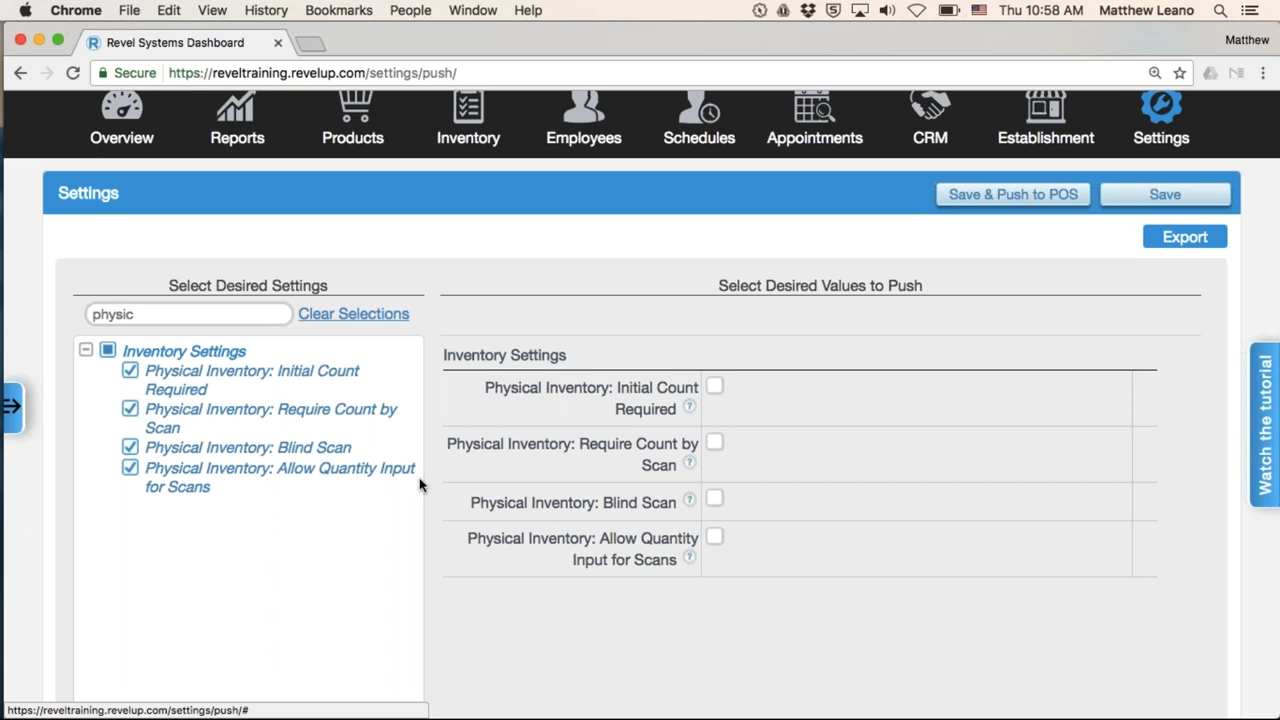 Chrome File Edit View History Bookmarks People Window Help Thu 10:58 AM Matthew Leano
Revel Systems Dashboard Matthew
Secure https://reveltraining.revelup.com/settings/push/
Overview Reports Products Inventory Employees Schedules Appointments CRM Establishment Settings
Settings Save & Push to POS Save
Export
Select Desired Settings Select Desired Values to Push
physic Clear Selections
Inventory Settings
Physical Inventory: Initial Count
Required
Physical Inventory: Require Count by
Scan
Physical Inventory: Blind Scan
Physical Inventory: Allow Quantity Input
for Scans
Inventory Settings
Physical Inventory: Initial Count
Required ?
Physical Inventory: Require Count by
Scan ?
Physical Inventory: Blind Scan ?
Physical Inventory: Allow Quantity
Input for Scans ?
Watch the tutorial
https://reveltraining.revelup.com/settings/push/#